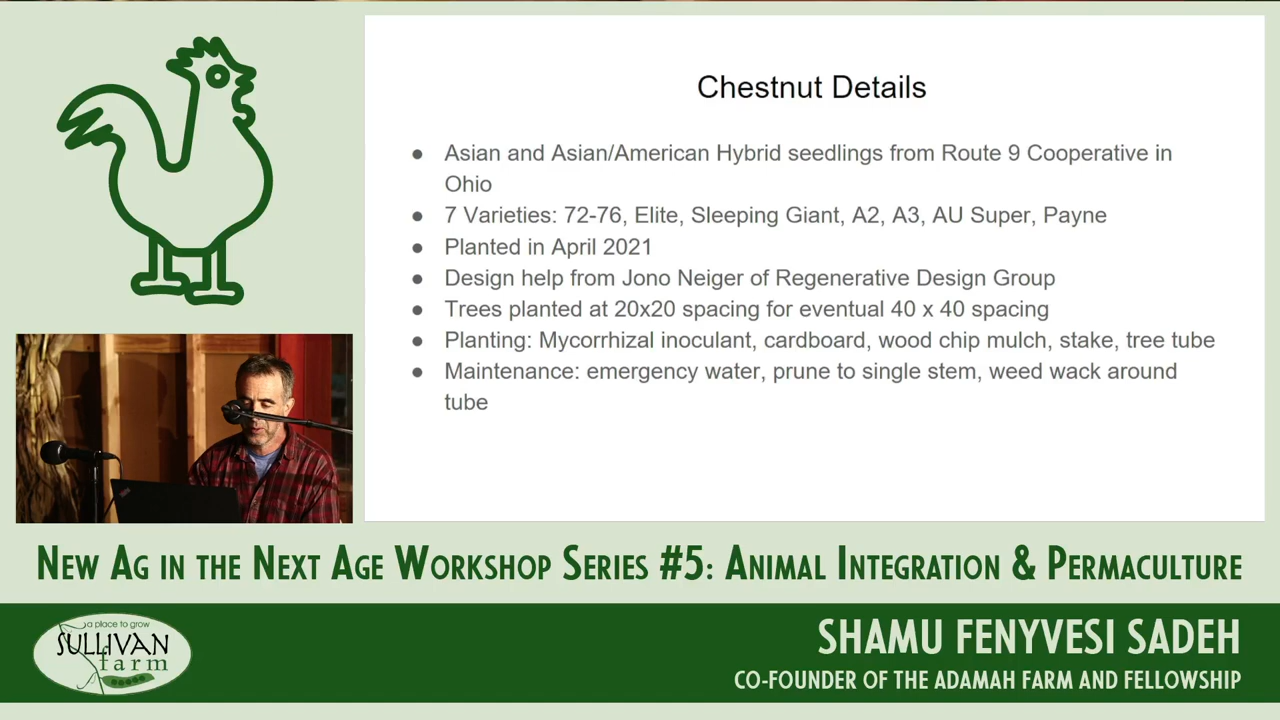 Chestnut Details
● Asian and Asian/American Hybrid seedlings from Route 9 Cooperative in
Ohio
● 7 Varieties: 72-76, Elite, Sleeping Giant, A2, A3, AU Super, Payne
● Planted in April 2021
● Design help from Jono Neiger of Regenerative Design Group
● Trees planted at 20x20 spacing for eventual 40 x 40 spacing
● Planting: Mycorrhizal inoculant, cardboard, wood chip mulch, stake, tree tube
● Maintenance: emergency water, prune to single stem, weed wack around
tube
New Ag in the Next Age Workshop Series #5: Animal Integration & Permaculture
a place to grow
SULLIVAN
farm
SHAMU FENYVESI SADEH
CO-FOUNDER OF THE ADAMAH FARM AND FELLOWSHIP